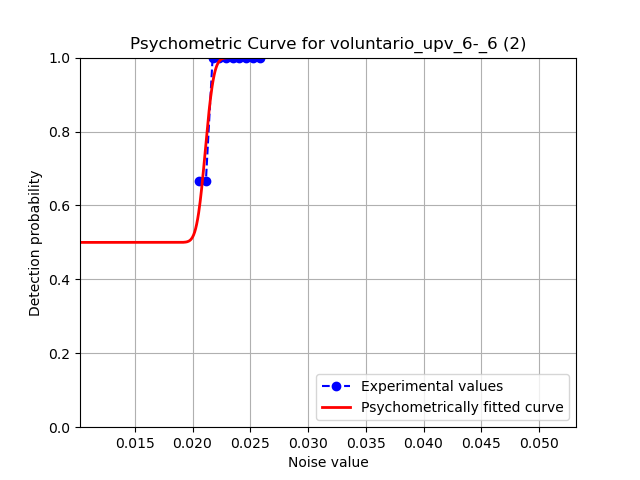 Psychometric Curve for voluntario_upv_6-_6 (2)
1.0
0.8
0.6
0.4
0.2
0.0
Detection probability
Experimental values
Psychometrically fitted curve
0.015 0.020 0.025 0.030 0.035 0.040 0.045 0.050
Noise value